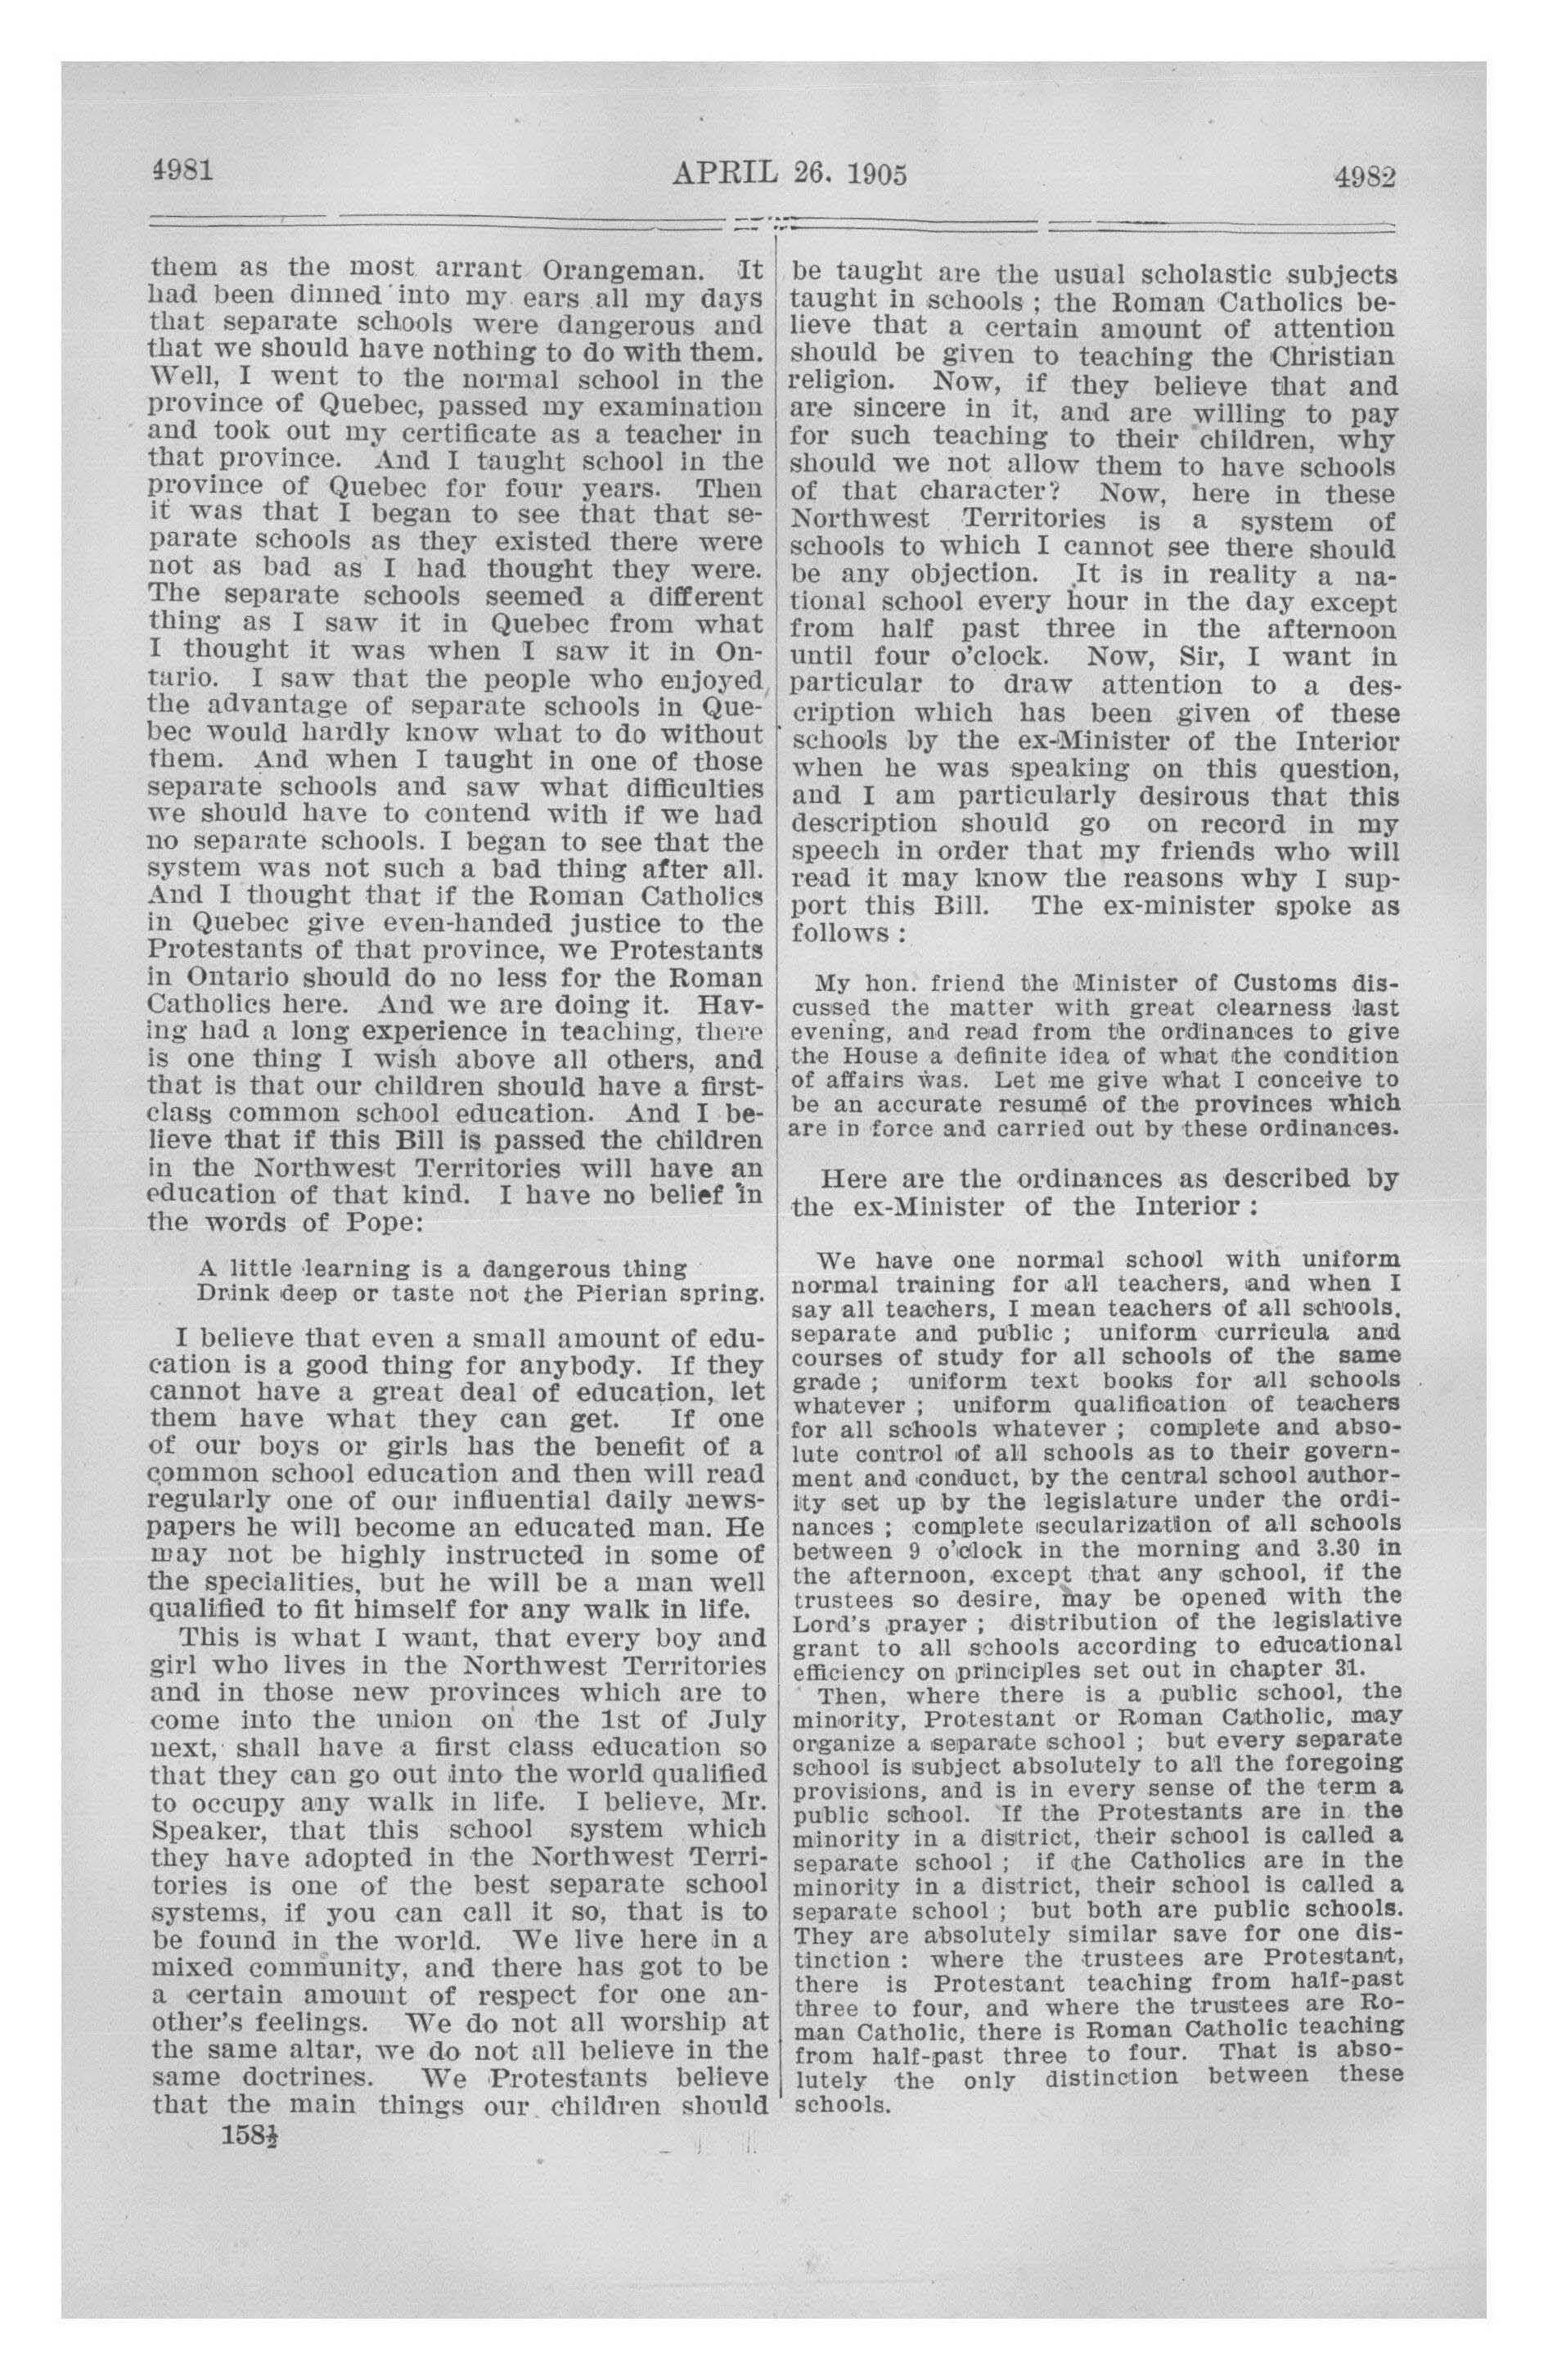 4981
APRIL 26. 1905
4982
them as the most arrant Orangeman. It
had been dinned into my ears all my days
that separate schools were dangerous and
that we should have nothing to do with them.
Well, I went to the normal school in the
province of Quebec, passed my examination
and took out my certificate as a teacher in
that province. And I taught school in the
province of Quebec for four years. Then
it was that I began to see that that se-
parate schools as they existed there were
not as bad as I had thought they were.
The separate schools seemed a different
thing as I saw it in Quebec from what
I thought it was when I saw it in On-
tario. I saw that the people who enjoyed
the advantage of separate schools in Que-
bec would hardly know what to do without
them. And when I taught in one of those
separate schools and saw what difficulties
we should have to contend with if we had
no separate schools. I began to see that the
system was not such a bad thing after all.
And I thought that if the Roman Catholics
in Quebec give even-handed justice to the
Protestants of that province, we Protestants
in Ontario should do no less for the Roman
Catholics here. And we are doing it. Hav-
ing had a long experience in teaching, there
is one thing I wish above all others, and
that is that our children should have a first-
class common school education. And I be-
lieve that if this Bill is passed the children
in the Northwest Territories will have an
education of that kind. I have no belief in
the words of Pope:
A little learning is a dangerous thing
Drink deep or taste not the Pierian spring.
I believe that even a small amount of edu-
cation is a good thing for anybody. If they
cannot have a great deal of education, let
them have what they can get. If one
of our boys or girls has the benefit of a
common school education and then will read
regularly one of our influential daily news-
papers he will become an educated man. He
may not be highly instructed in some of
the specialities, but he will be a man well
qualified to fit himself for any walk in life.
This is what I want, that every boy and
girl who lives in the Northwest Territories
and in those new provinces which are to
come into the union on the 1st of July
next, shall have a first class education so
that they can go out into the world qualified
to occupy any walk in life. I believe, Mr.
Speaker, that this school system which
they have adopted in the Northwest Terri-
tories is one of the best separate school
systems, if you can call it so, that is to
be found in the world. We live here in a
mixed community, and there has got to be
a certain amount of respect for one an-
other's feelings. We do not all worship at
the same altar, we do not all believe in the
same doctrines. We Protestants believe
that the main things our children should
158½
be taught are the usual scholastic subjects
taught in schools ; the Roman Catholics be-
lieve that a certain amount of attention
should be given to teaching the Christian
religion. Now, if they believe that and
are sincere in it, and are willing to pay
for such teaching to their children, why
should we not allow them to have schools
of that character? Now, here in these
Northwest Territories is a system of
schools to which I cannot see there should
be any objection. It is in reality a na-
tional school every hour in the day except
from half past three in the afternoon
until four o'clock. Now, Sir, I want in
particular to draw attention to a des-
cription which has been given of these
schools by the ex-Minister of the Interior
when he was speaking on this question,
and I am particularly desirous that this
description should go on record in my
speech in order that my friends who will
read it may know the reasons why I sup-
port this Bill. The ex-minister spoke as
follows :
My hon. friend the Minister of Customs dis-
cussed the matter with great clearness last
evening, and read from the ordinances to give
the House a definite idea of what the condition
of affairs was. Let me give what I conceive to
be an accurate resumé of the provinces which
are in force and carried out by these ordinances.
Here are the ordinances as described by
the ex-Minister of the Interior :
We have one normal school with uniform
normal training for all teachers, and when I
say all teachers, I mean teachers of all schools,
separate and public ; uniform curricula and
courses of study for all schools of the same
grade ; uniform text books for all schools
whatever ; uniform qualification of teachers
for all schools whatever ; complete and abso-
lute control of all schools as to their govern-
ment and conduct, by the central school author-
ity set up by the legislature under the ordi-
nances ; complete secularization of all schools
between 9 o'clock in the morning and 3.30 in
the afternoon, except that any school, if the
trustees so desire, may be opened with the
Lord's prayer ; distribution of the legislative
grant to all schools according to educational
efficiency on principles set out in chapter 31.
Then, where there is a public school, the
minority, Protestant or Roman Catholic, may
organize a separate school ; but every separate
school is subject absolutely to all the foregoing
provisions, and is in every sense of the term a
public school. If the Protestants are in the
minority in a district, their school is called a
separate school ; if the Catholics are in the
minority in a district, their school is called a
separate school ; but both are public schools.
They are absolutely similar save for one dis-
tinction : where the trustees are Protestant,
there is Protestant teaching from half-past
three to four, and where the trustees are Ro-
man Catholic, there is Roman Catholic teaching
from half-past three to four. That is abso-
lutely the only distinction between these
schools.